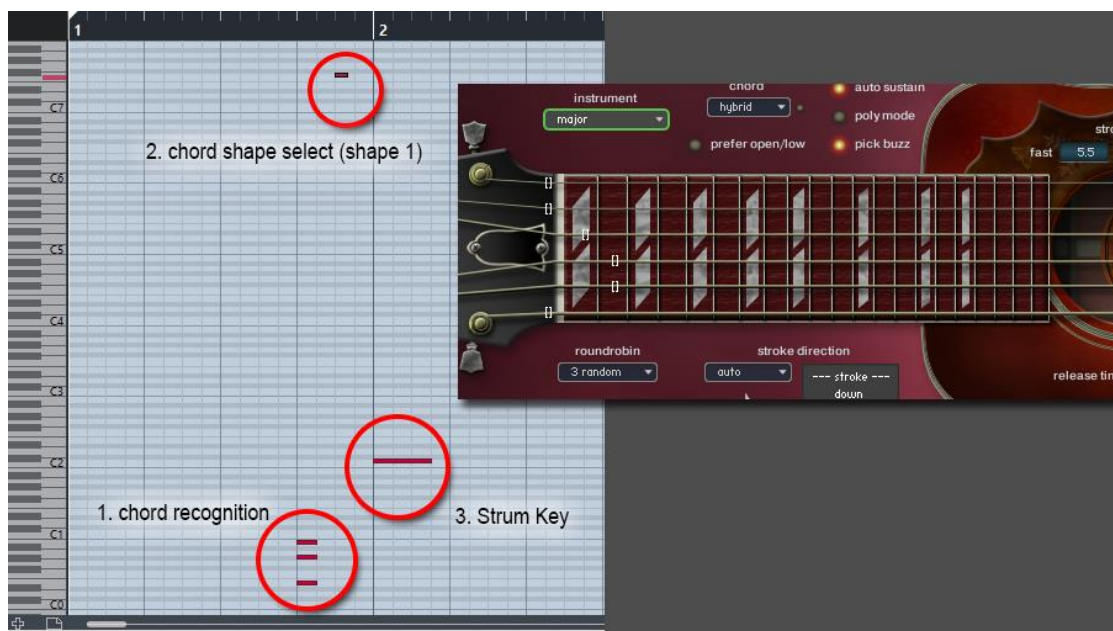 1
2
C7
2. chord shape select (shape 1)
C6
C5
C4
C3
C2
1. chord recognition
3. Strum Key
C1
C0
chord
auto sustain
instrument
major
hybrid
poly mode
prefer open/low
pick buzz
fast 5.5
[]
[]
[]
[]
[]
[]
roundrobin
stroke direction
3 random
auto
--- stroke ---
down